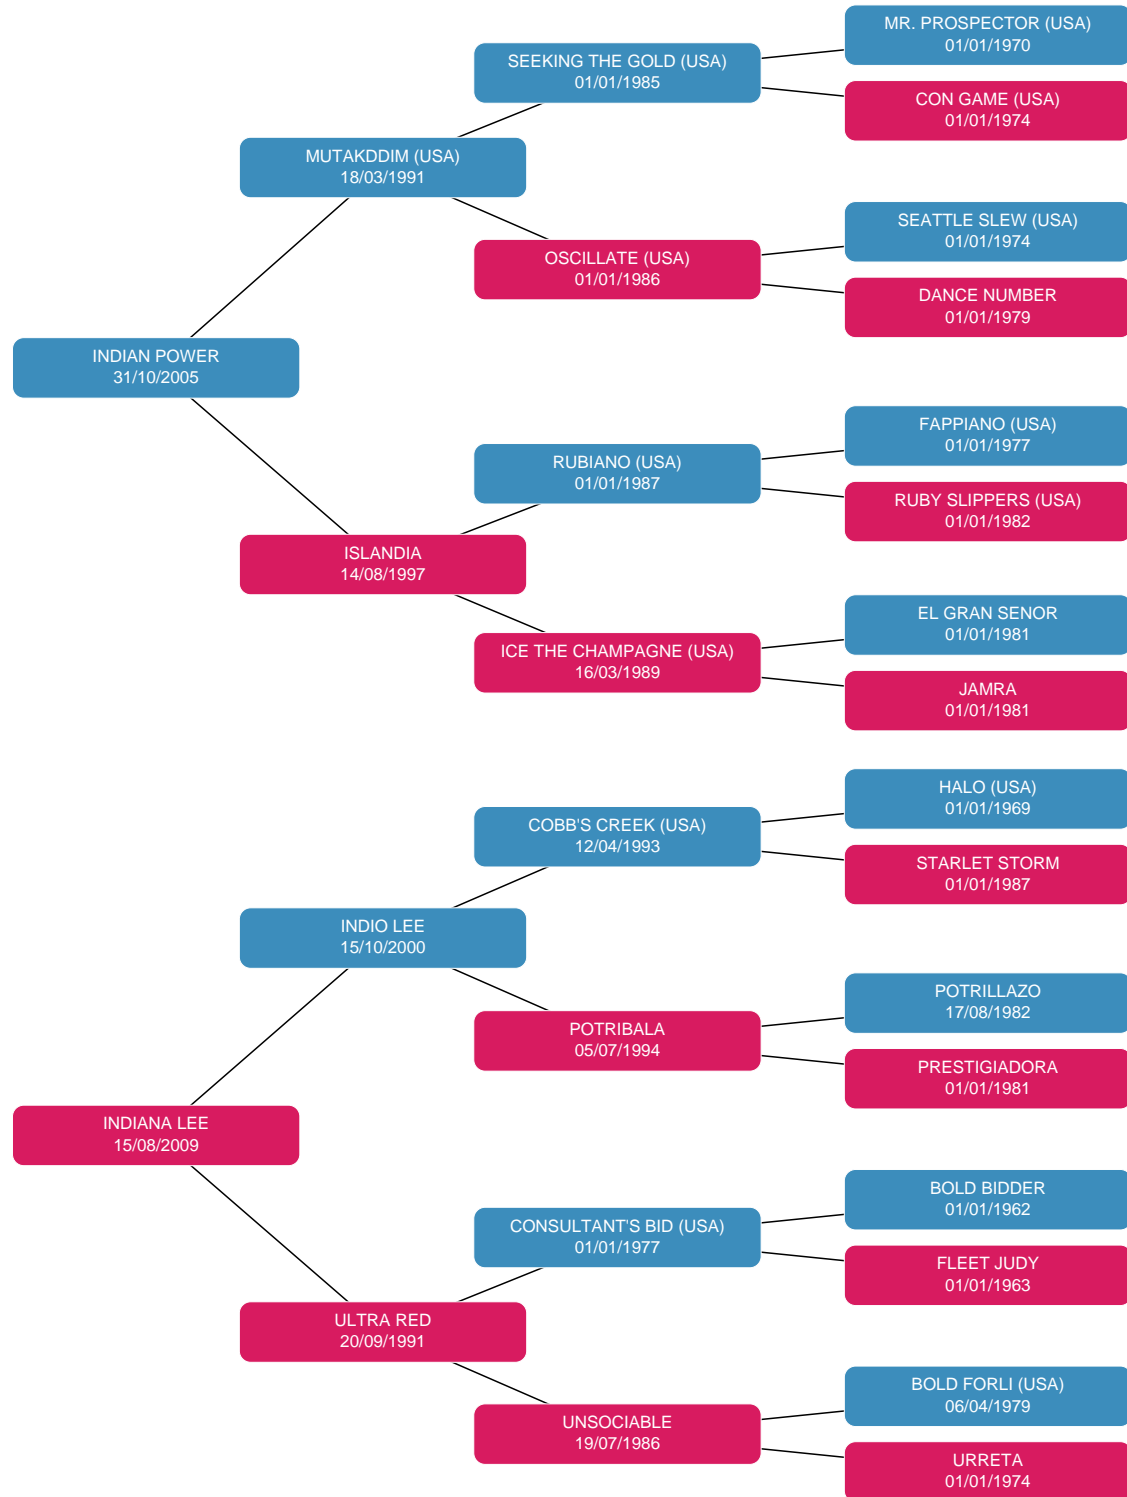 MR. PROSPECTOR (USA)
01/01/1970
SEEKING THE GOLD (USA)
01/01/1985
CON GAME (USA)
01/01/1974
MUTAKDDIM (USA)
18/03/1991
SEATTLE SLEW (USA)
01/01/1974
OSCILLATE (USA)
01/01/1986
DANCE NUMBER
01/01/1979
INDIAN POWER
31/10/2005
FAPPIANO (USA)
01/01/1977
RUBIANO (USA)
01/01/1987
RUBY SLIPPERS (USA)
01/01/1982
ISLANDIA
14/08/1997
EL GRAN SENOR
01/01/1981
ICE THE CHAMPAGNE (USA)
16/03/1989
JAMRA
01/01/1981
HALO (USA)
01/01/1969
COBB'S CREEK (USA)
12/04/1993
STARLET STORM
01/01/1987
INDIO LEE
15/10/2000
POTRILLAZO
17/08/1982
POTRIBALA
05/07/1994
PRESTIGIADORA
01/01/1981
INDIANA LEE
15/08/2009
BOLD BIDDER
01/01/1962
CONSULTANT'S BID (USA)
01/01/1977
FLEET JUDY
01/01/1963
ULTRA RED
20/09/1991
BOLD FORLI (USA)
06/04/1979
UNSOCIABLE
19/07/1986
URRETA
01/01/1974